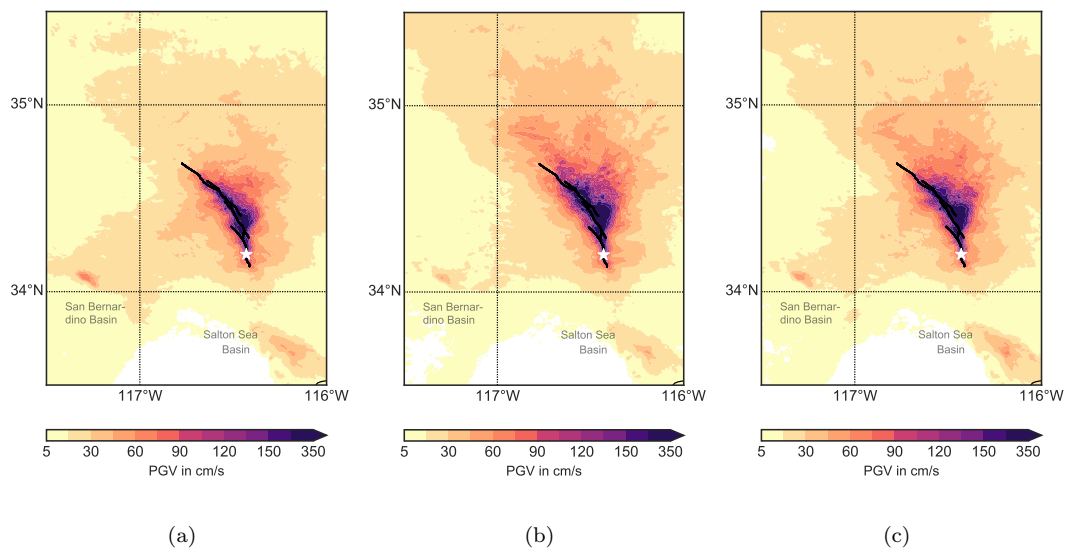 35°N
34°N
San Bernar-
dino Basin
Salton Sea
Basin
117°W
116°W
5 30 60 90 120 150 350
PGV in cm/s
(a)
35°N
34°N
San Bernar-
dino Basin
Salton Sea
Basin
117°W
116°W
5 30 60 90 120 150 350
PGV in cm/s
(b)
35°N
34°N
San Bernar-
dino Basin
Salton Sea
Basin
117°W
116°W
5 30 60 90 120 150 350
PGV in cm/s
(c)